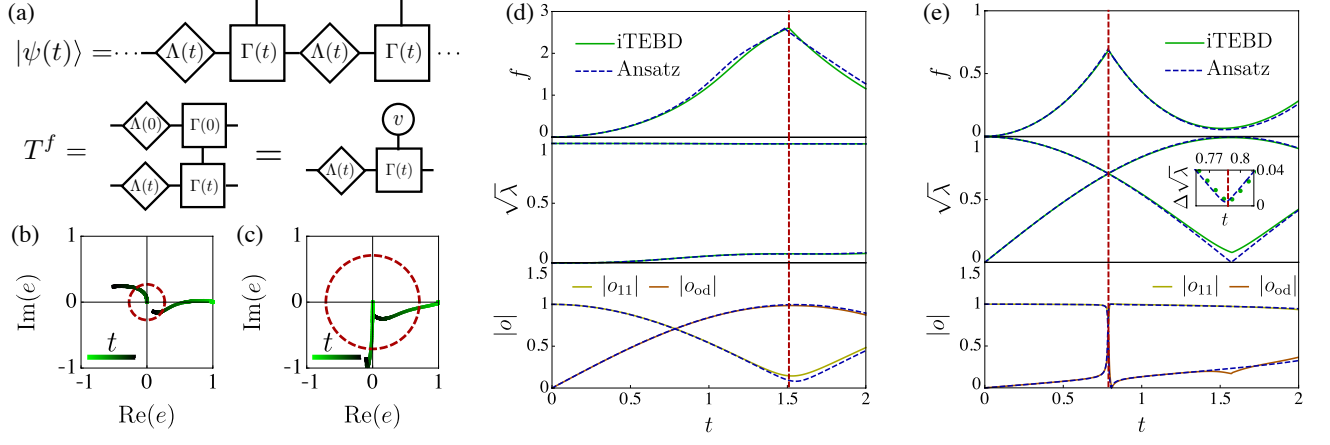 (a)
|ψ(t)⟩ = ··· Λ(t) Γ(t) Λ(t) Γ(t) ···
Λ(0) Γ(0)
T^f = Λ(t) Γ(t) = Λ(t) Γ(t) v
(b)
1
0
-1
-1 0 1
Im(e)
Re(e)
t
(c)
1
0
-1
-1 0 1
Im(e)
Re(e)
t
(d)
f
3
2
1
0
iTEBD
Ansatz
√λ
1
0.5
0
|o|
1.5
1
0.5
0
|o₁₁| |o_od|
0 0.5 1 1.5 2
t
(e)
f
1
0.5
0
iTEBD
Ansatz
√λ
1
0.5
0
0.77 0.8
Δ√λ
0.04
0
t
|o|
1.5
1
0.5
0
|o₁₁| |o_od|
0 0.5 1 1.5 2
t